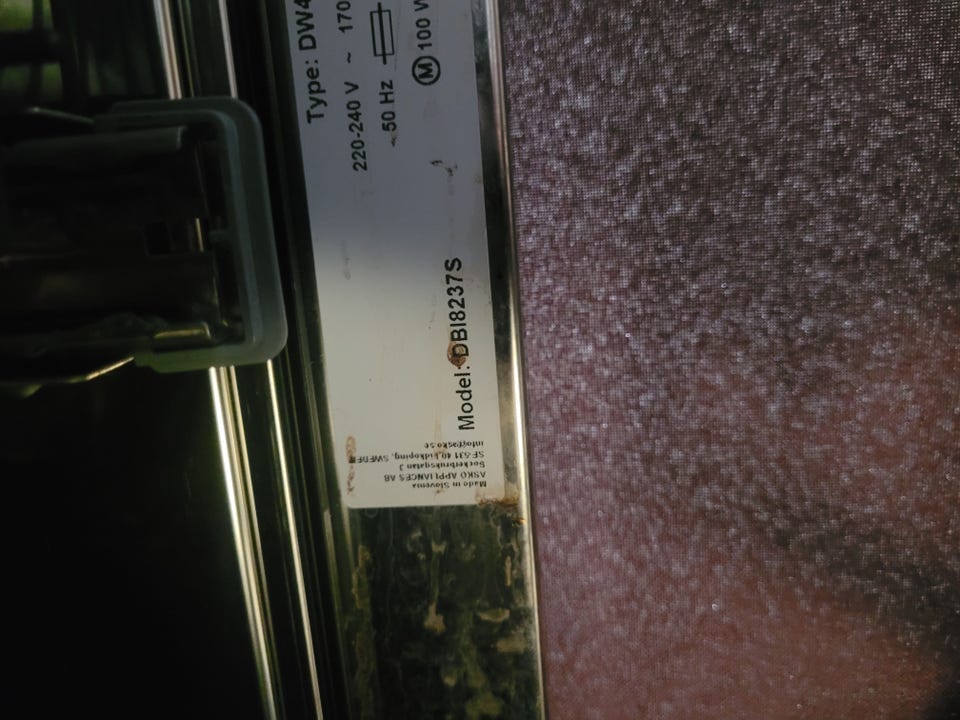 Type: DW4
220-240 V ~ 170
50 Hz
M 100 W
Model: DBI8237S
Made in Slovenia
ASKO APPLIANCES AB
Sockerbruksgatan 3
SE-531 40 Lidköping, SWEDEN
info@asko.se